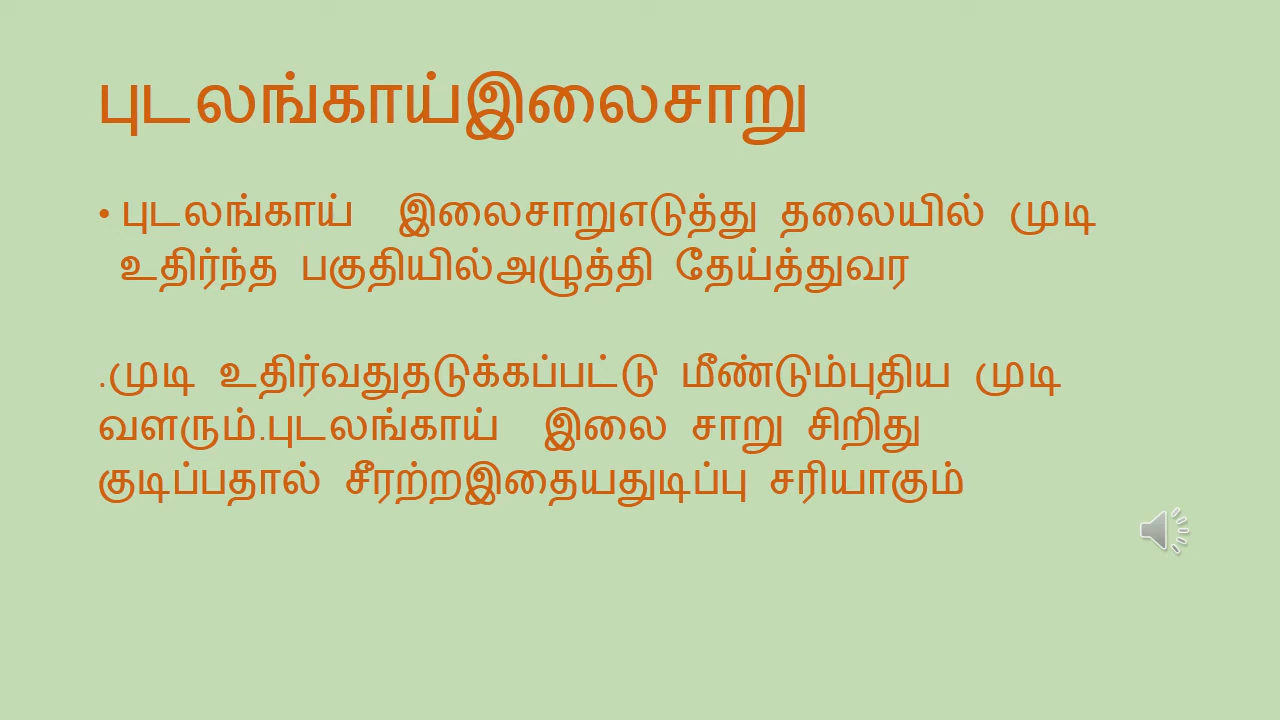 புடலங்காய்இலைசாறு
• புடலங்காய் இலைசாறுஎடுத்து தலையில் முடி
உதிர்ந்த பகுதியில்அழுத்தி தேய்த்துவர
.முடி உதிர்வதுதடுக்கப்பட்டு மீண்டும்புதிய முடி
வளரும்.புடலங்காய் இலை சாறு சிறிது
குடிப்பதால் சீரற்றஇதையதுடிப்பு சரியாகும்